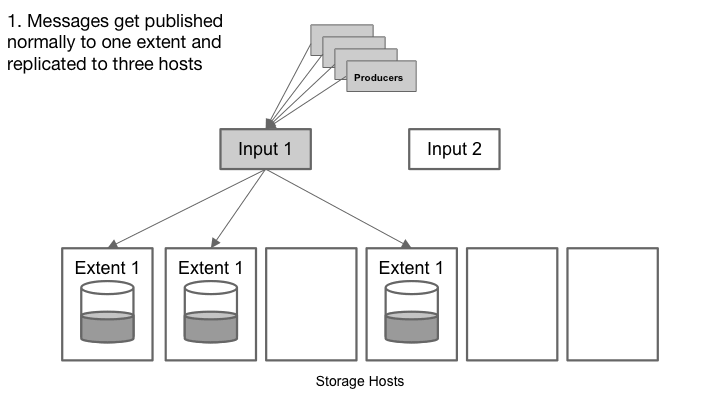 1. Messages get published
normally to one extent and
replicated to three hosts
Producers
Input 1
Input 2
Extent 1
Extent 1
Extent 1
Storage Hosts